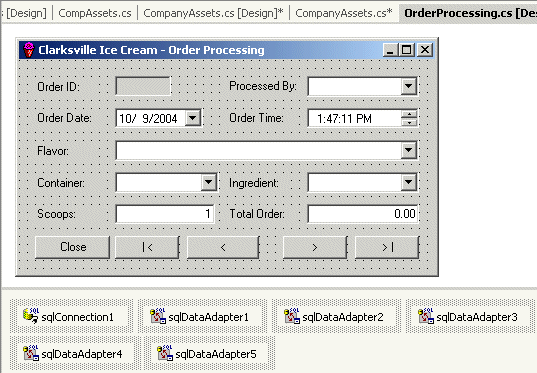 s [Design] CompAssets.cs CompanyAssets.cs [Design]* CompanyAssets.cs* OrderProcessing.cs [De
Clarksville Ice Cream - Order Processing
Order ID: Processed By:
Order Date: 10/ 9/2004 Order Time: 1:47:11 PM
Flavor:
Container: Ingredient:
Scoops: 1 Total Order: 0.00
Close |< < > >|
sqlConnection1 sqlDataAdapter1 sqlDataAdapter2 sqlDataAdapter3
sqlDataAdapter4 sqlDataAdapter5